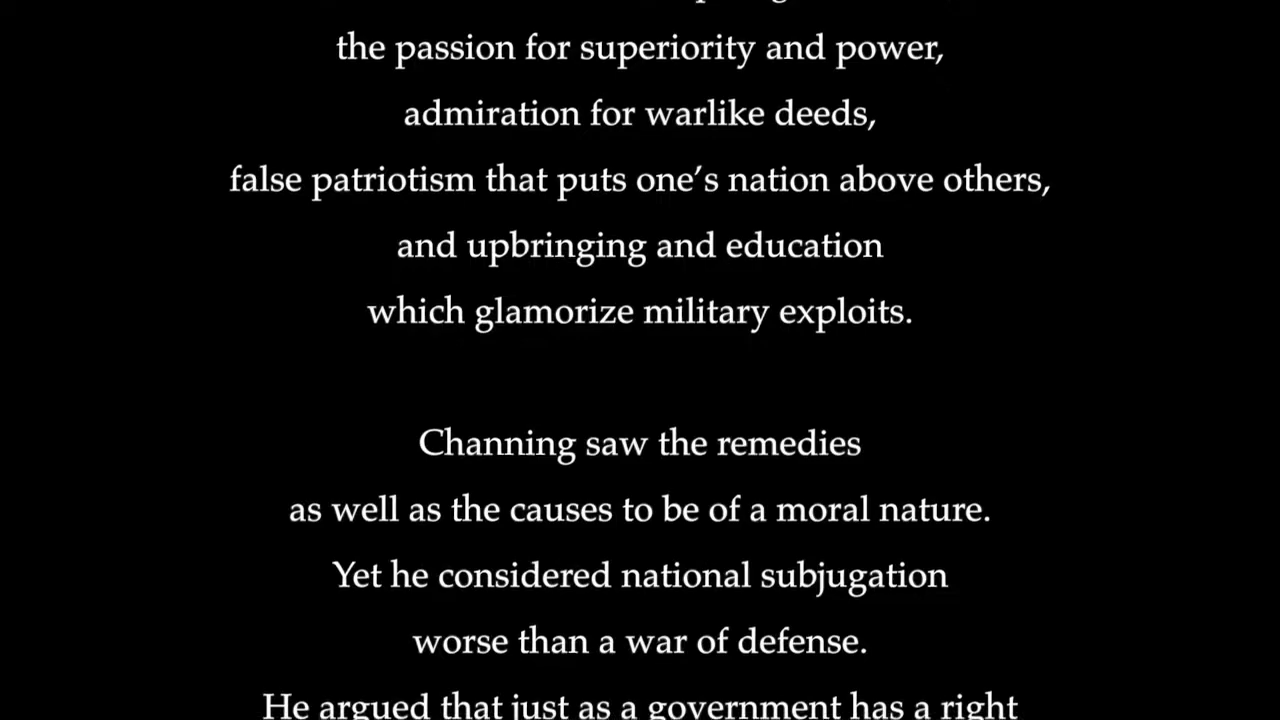 the passion for superiority and power,
admiration for warlike deeds,
false patriotism that puts one's nation above others,
and upbringing and education
which glamorize military exploits.
Channing saw the remedies
as well as the causes to be of a moral nature.
Yet he considered national subjugation
worse than a war of defense.
He argued that just as a government has a right